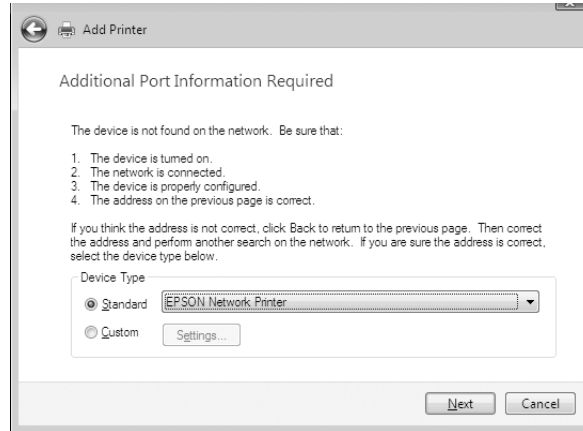 Add Printer
Additional Port Information Required
The device is not found on the network. Be sure that:
1. The device is turned on.
2. The network is connected.
3. The device is properly configured.
4. The address on the previous page is correct.
If you think the address is not correct, click Back to return to the previous page. Then correct
the address and perform another search on the network. If you are sure the address is correct,
select the device type below.
Device Type
Standard EPSON Network Printer
Custom Settings...
Next Cancel